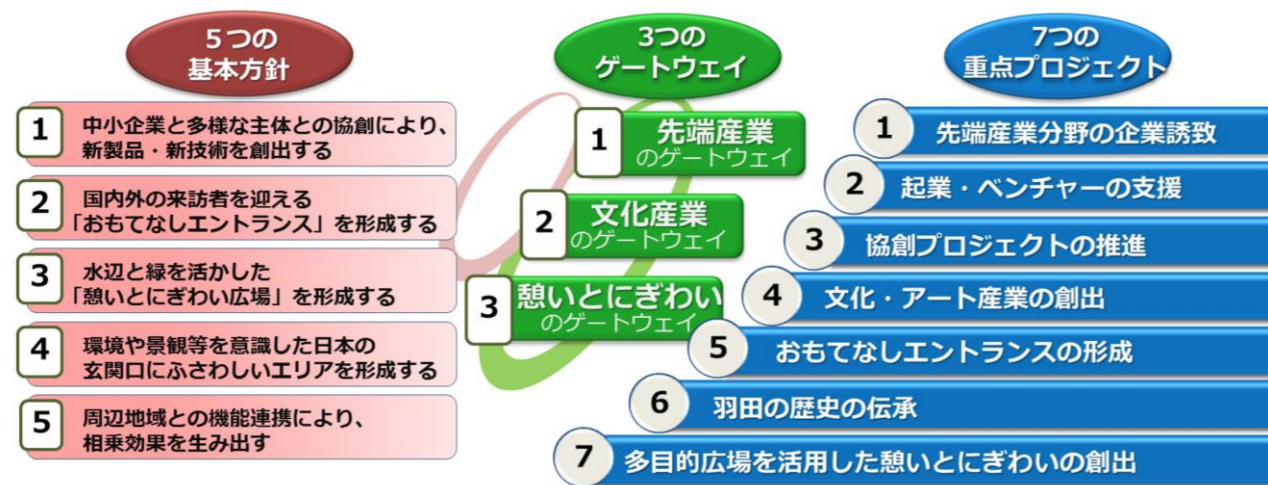 5つの
基本方針
1
中小企業と多様な主体との協創により、
新製品・新技術を創出する
2
国内外の来訪者を迎える
「おもてなしエントランス」を形成する
3
水辺と緑を活かした
「憩いとにぎわい広場」を形成する
4
環境や景観等を意識した日本の
玄関口にふさわしいエリアを形成する
5
周辺地域との機能連携により、
相乗効果を生み出す
3つの
ゲートウェイ
1
先端産業
のゲートウェイ
2
文化産業
のゲートウェイ
3
憩いとにぎわい
のゲートウェイ
7つの
重点プロジェクト
1
先端産業分野の企業誘致
2
起業・ベンチャーの支援
3
協創プロジェクトの推進
4
文化・アート産業の創出
5
おもてなしエントランスの形成
6
羽田の歴史の伝承
7
多目的広場を活用した憩いとにぎわいの創出